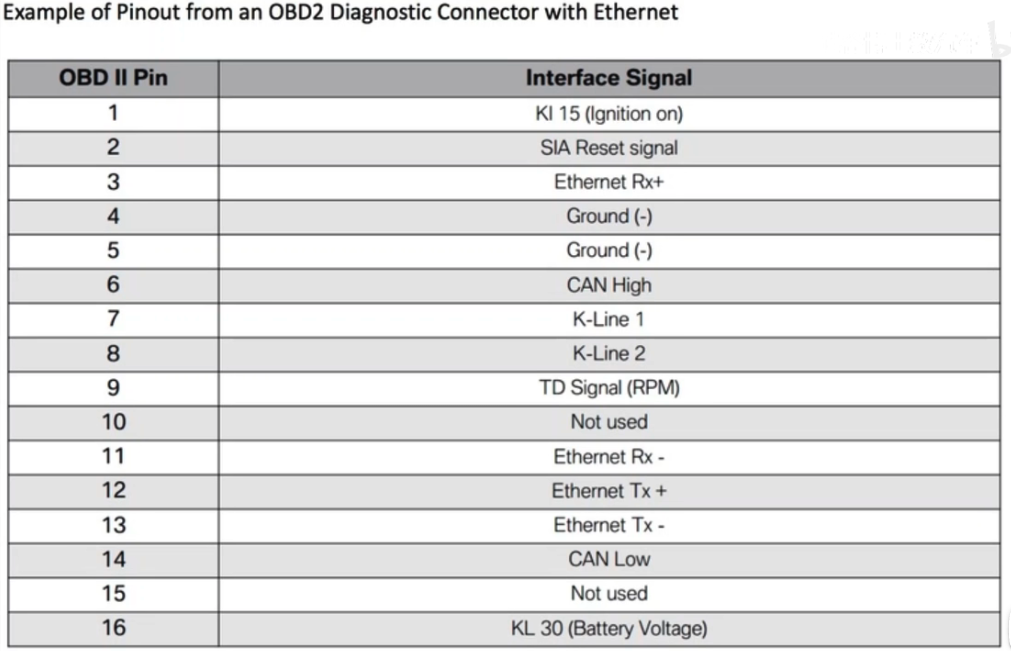 Example of Pinout from an OBD2 Diagnostic Connector with Ethernet
OBD II Pin Interface Signal
1 KI 15 (Ignition on)
2 SIA Reset signal
3 Ethernet Rx+
4 Ground (-)
5 Ground (-)
6 CAN High
7 K-Line 1
8 K-Line 2
9 TD Signal (RPM)
10 Not used
11 Ethernet Rx -
12 Ethernet Tx +
13 Ethernet Tx -
14 CAN Low
15 Not used
16 KL 30 (Battery Voltage)